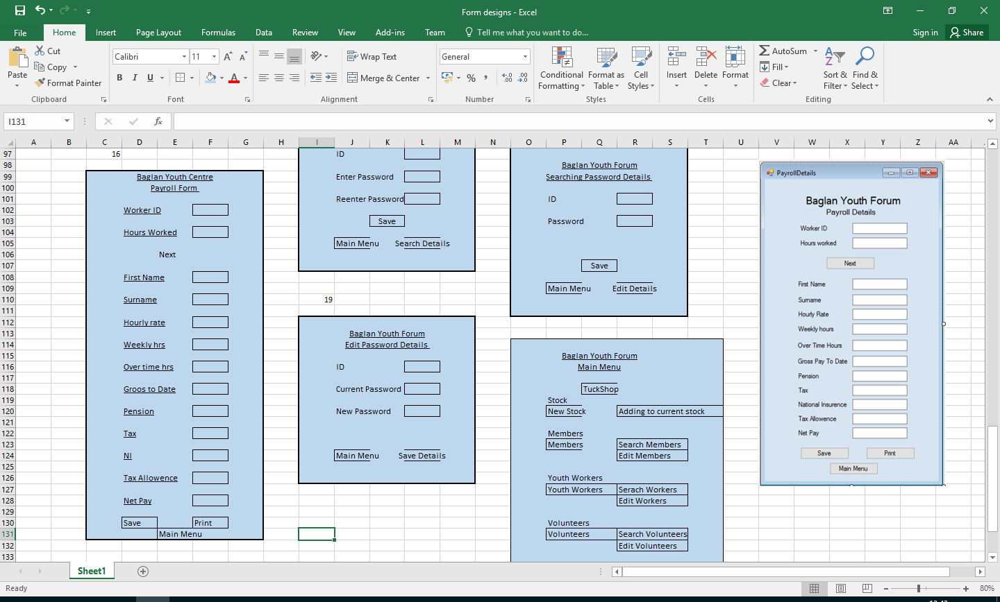 Form designs - Excel
File Home Insert Page Layout Formulas Data Review View Add-ins Team Tell me what you want to do... Sign in Share
Paste
Cut
Copy
Format Painter
Clipboard
Calibri 11
B I U A
Font
Wrap Text
Merge & Center
Alignment
General
%
Number
Conditional Formatting
Format as Table
Cell Styles
Styles
Insert Delete Format
Cells
AutoSum
Fill
Clear
Sort & Filter
Find & Select
Editing
I131 fx
A B C D E F G H I J K L M N O P Q R S T U V W X Y Z AA
97
98
99
100
101
102
103
104
105
106
107
108
109
110
111
112
113
114
115
116
117
118
119
120
121
122
123
124
125
126
127
128
129
130
131
132
133
16
Baglan Youth Centre
Payroll Form
Worker ID
Hours Worked
Next
First Name
Surname
Hourly rate
Weekly hrs
Over time hrs
Groos to Date
Pension
Tax
NI
Tax Allowence
Net Pay
Save Print
Main Menu
ID
Enter Password
Reenter Password
Save
Main Menu Search Details
19
Baglan Youth Forum
Edit Password Details
ID
Current Password
New Password
Main Menu Save Details
Baglan Youth Forum
Searching Password Details
ID
Password
Save
Main Menu Edit Details
Baglan Youth Forum
Main Menu
TuckShop
Stock
New Stock Adding to current stock
Members
Members Search Members
Edit Members
Youth Workers
Youth Workers Serach Workers
Edit Workers
Volunteers
Volunteers Search Volunteers
Edit Volunteers
PayrollDetails
Baglan Youth Forum
Payroll Details
Worker ID
Hours worked
Next
First Name
Surname
Hourly Rate
Weekly hours
Over Time Hours
Gross Pay To Date
Pension
Tax
National Insurence
Tax Allowence
Net Pay
Save Print
Main Menu
Sheet1
Ready
80%